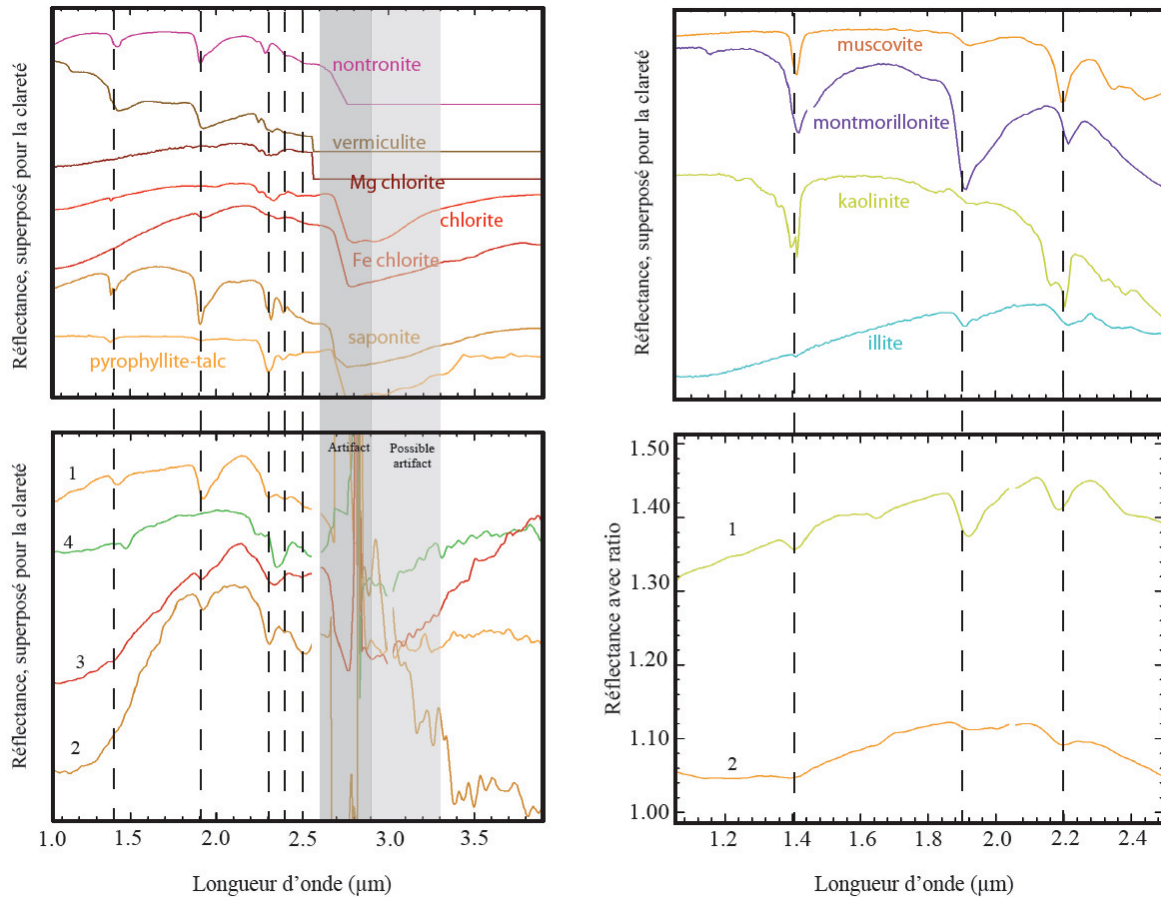 Réflectance, superposé pour la clareté
nontronite
vermiculite
Mg chlorite
chlorite
Fe chlorite
saponite
pyrophyllite-talc
Réflectance, superposé pour la clareté
1
4
3
2
Artifact
Possible
artifact
1.0 1.5 2.0 2.5 3.0 3.5
Longueur d'onde (μm)
Réflectance, superposé pour la clareté
muscovite
montmorillonite
kaolinite
illite
Réflectance avec ratio
1.50
1.40
1.30
1.20
1.10
1.00
1
2
1.2 1.4 1.6 1.8 2.0 2.2 2.4
Longueur d'onde (μm)